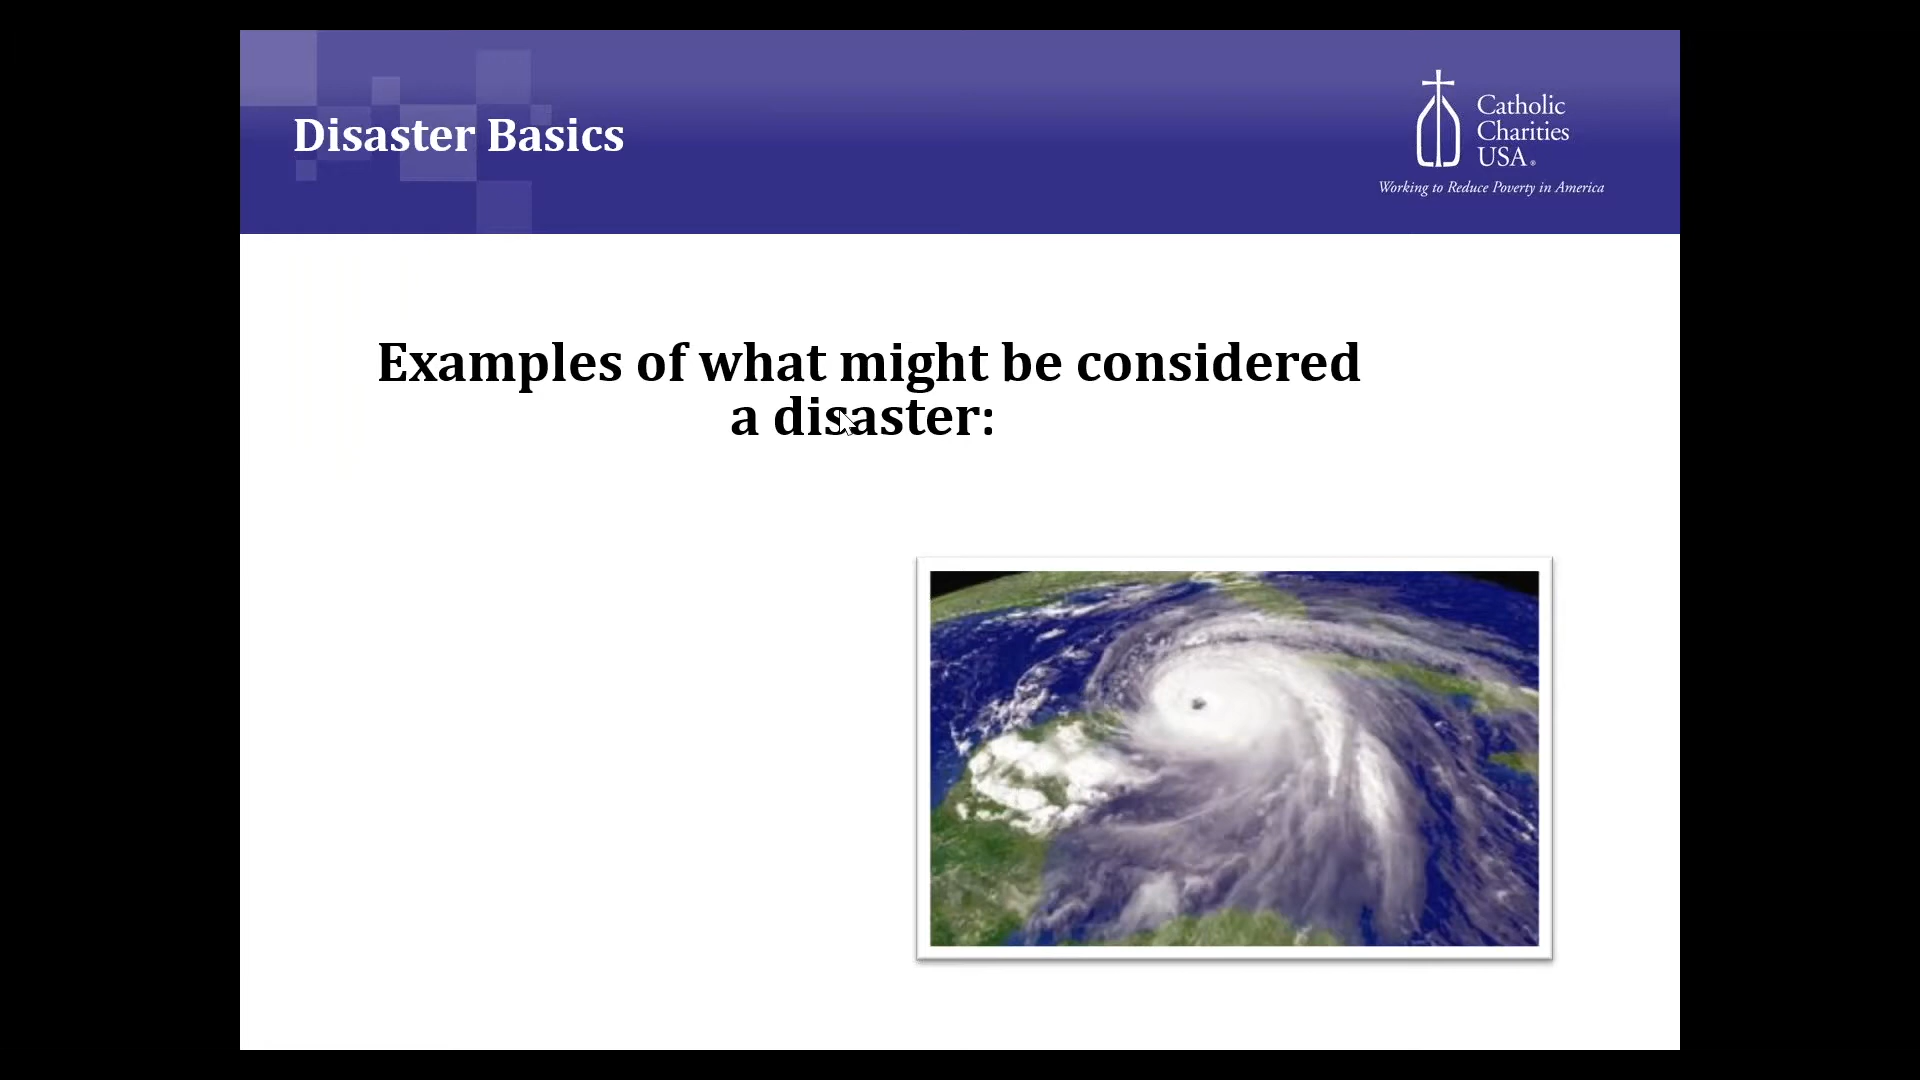 Disaster Basics
Catholic
Charities
USA®
Working to Reduce Poverty in America
Examples of what might be considered
a disaster: